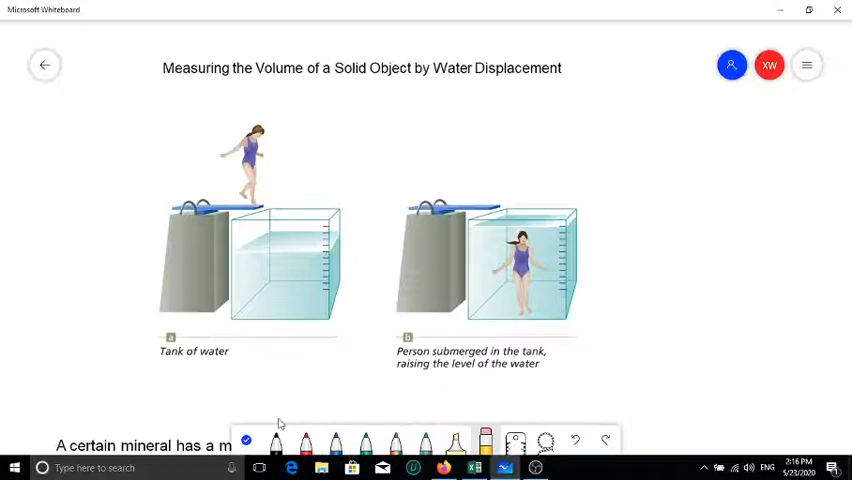 Microsoft Whiteboard
Measuring the Volume of a Solid Object by Water Displacement
XW
a
b
Tank of water
Person submerged in the tank,
raising the level of the water
A certain mineral has a m
Type here to search
ENG
2:16 PM
5/23/2020